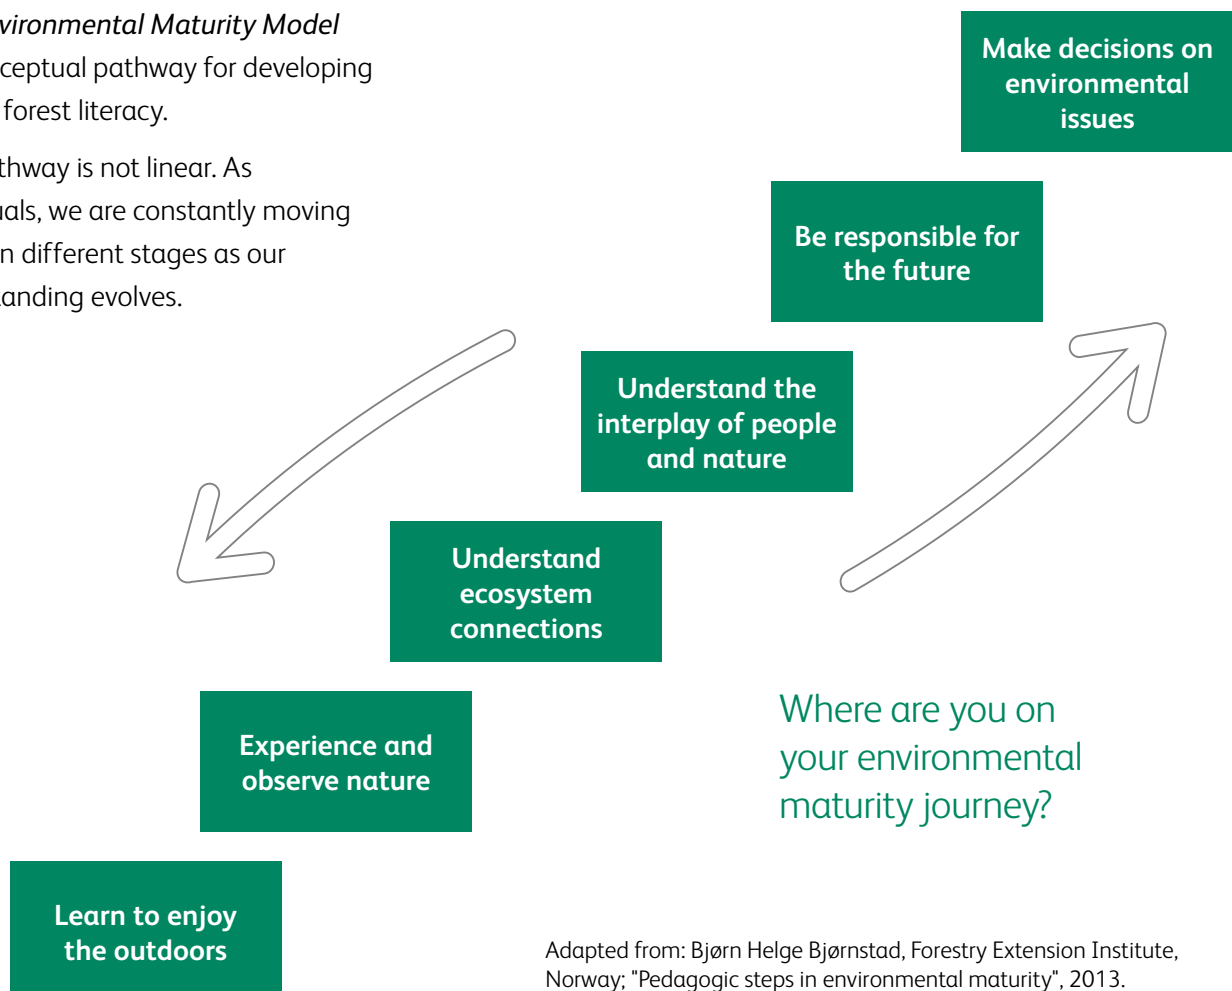 vironmental Maturity Model
ceptual pathway for developing
forest literacy.
thway is not linear. As
uals, we are constantly moving
n different stages as our
tanding evolves.
Make decisions on
environmental
issues
Be responsible for
the future
Understand the
interplay of people
and nature
Understand
ecosystem
connections
Experience and
observe nature
Learn to enjoy
the outdoors
Where are you on
your environmental
maturity journey?
Adapted from: Bjørn Helge Bjørnstad, Forestry Extension Institute,
Norway; "Pedagogic steps in environmental maturity", 2013.